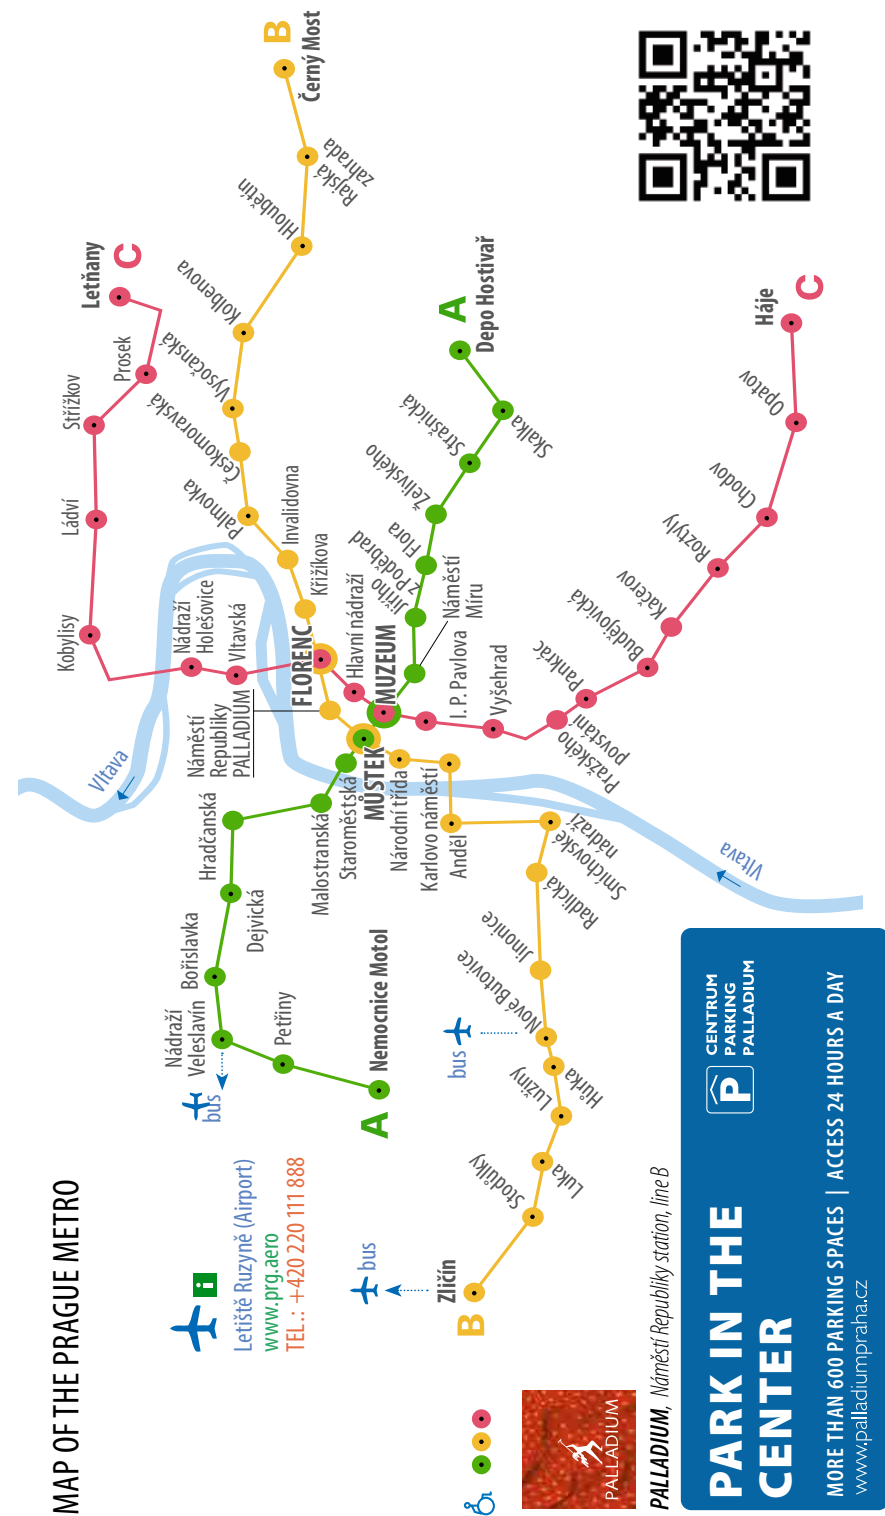 MAP OF THE PRAGUE METRO
Letiště Ruzyně (Airport)
www.prg.aero
TEL.: +420 220 111 888
i
A
Nemocnice Motol
Petřiny
Nádraží
Veleslavín
bus
Bořislavka
Dejvická
Hradčanská
Malostranská
Staroměstská
MŮSTEK
MUZEUM
Náměstí
Míru
Jiřího
z Poděbrad
Flora
Želivského
Strašnická
Skalka
Depo Hostivař
A
B
Zličín
bus
Stodůlky
Luka
Lužiny
Hůrka
Nové Butovice
bus
Jinonice
Radlická
Smíchovské
nádraží
Anděl
Karlovo náměstí
Národní třída
Náměstí
Republiky
PALLADIUM
FLORENC
Křižíkova
Invalidovna
Palmovka
Českomoravská
Vysočanská
Kolbenova
Hloubětín
Rajská
zahrada
Černý Most
B
Letňany
C
Prosek
Střížkov
Ládví
Kobylisy
Nádraží
Holešovice
Vltavská
Hlavní nádraží
I. P. Pavlova
Vyšehrad
Pražského
povstání
Pankrác
Budějovická
Kačerov
Roztyly
Chodov
Opatov
Háje
C
Vltava
Vltava
PALLADIUM
PALLADIUM, Náměstí Republiky station, line B
PARK IN THE
CENTER
P
CENTRUM
PARKING
PALLADIUM
MORE THAN 600 PARKING SPACES | ACCESS 24 HOURS A DAY
www.palladiumpraha.cz